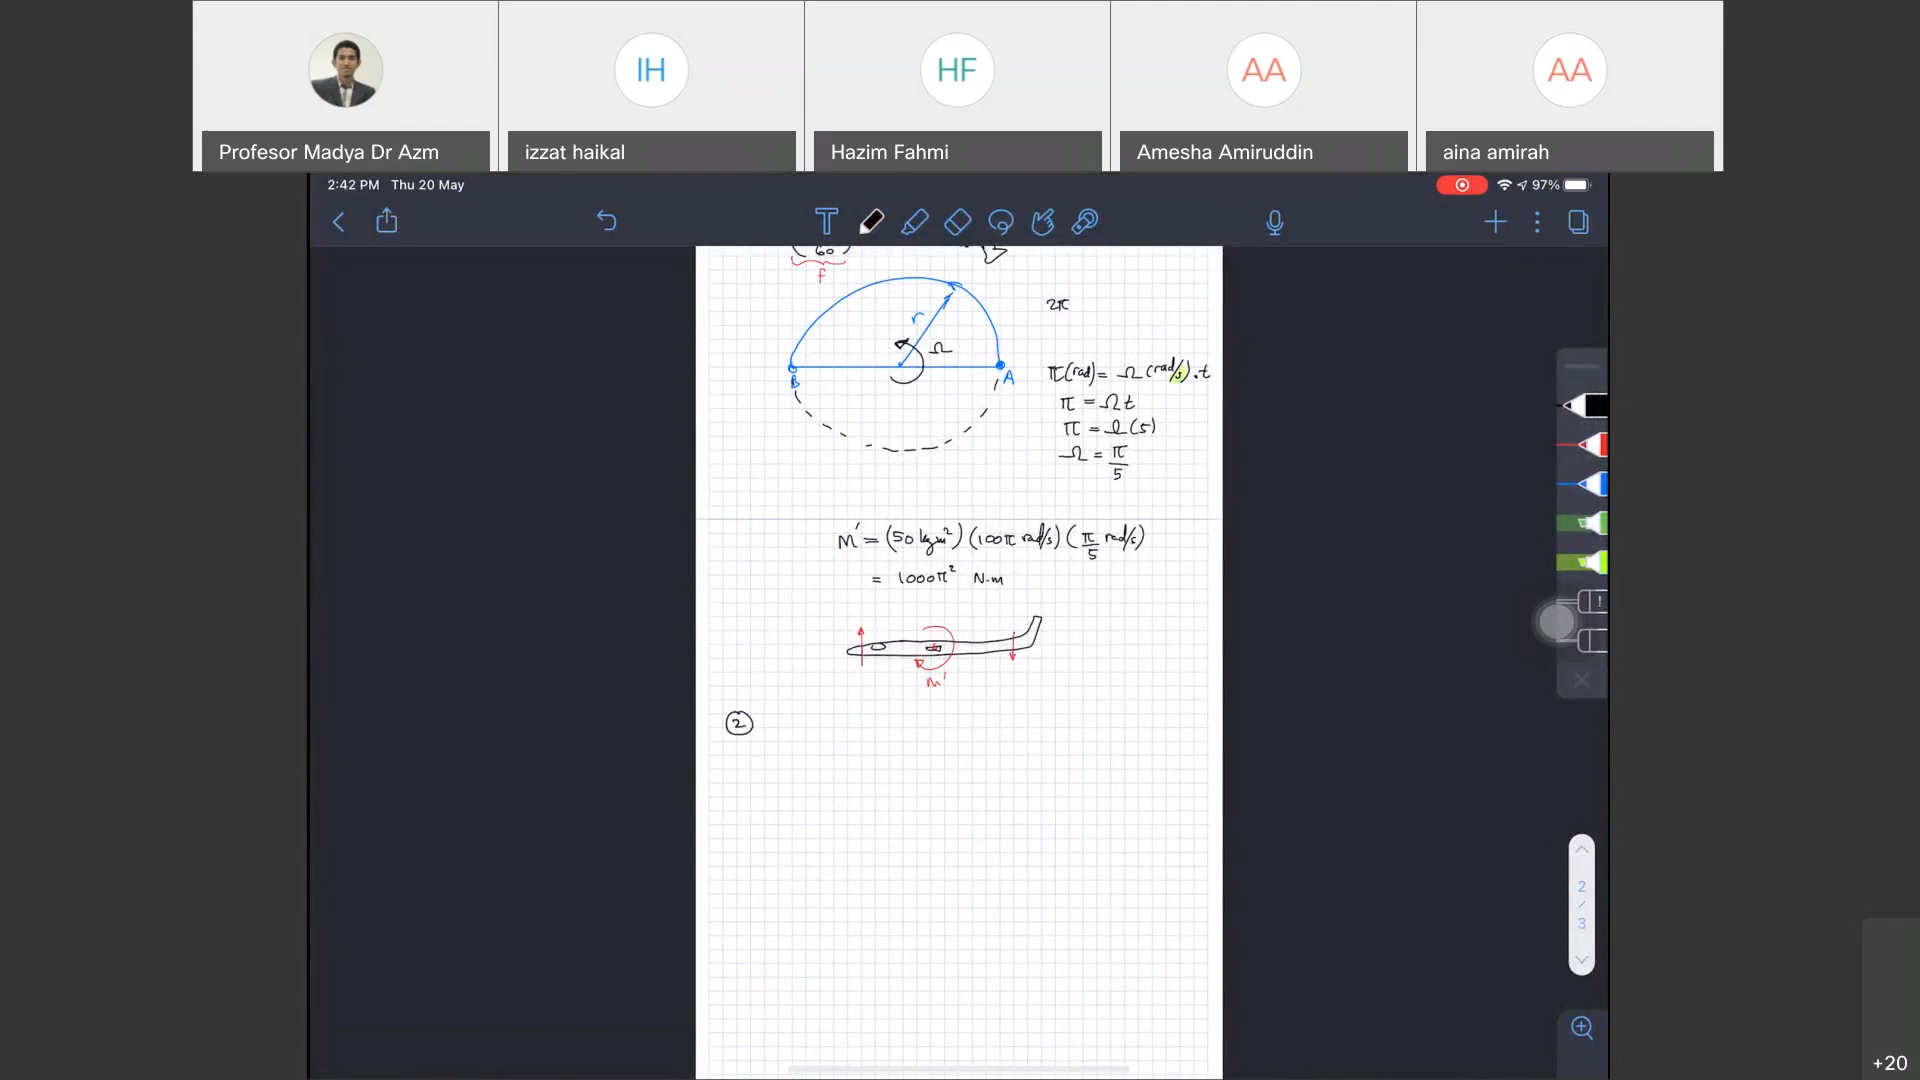 IH
HF
AA
AA
Profesor Madya Dr Azm
izzat haikal
Hazim Fahmi
Amesha Amiruddin
aina amirah
2:42 PM Thu 20 May
97%
T
60
f
2π
r
Ω
B
A
π(rad) = Ω(rad/s).t
π = Ωt
π = Ω(5)
Ω = π/5
M' = (50 kgm²)(100π rad/s)(π/5 rad/s)
= 1000π² N.m
M'
2
2
/
3
+20